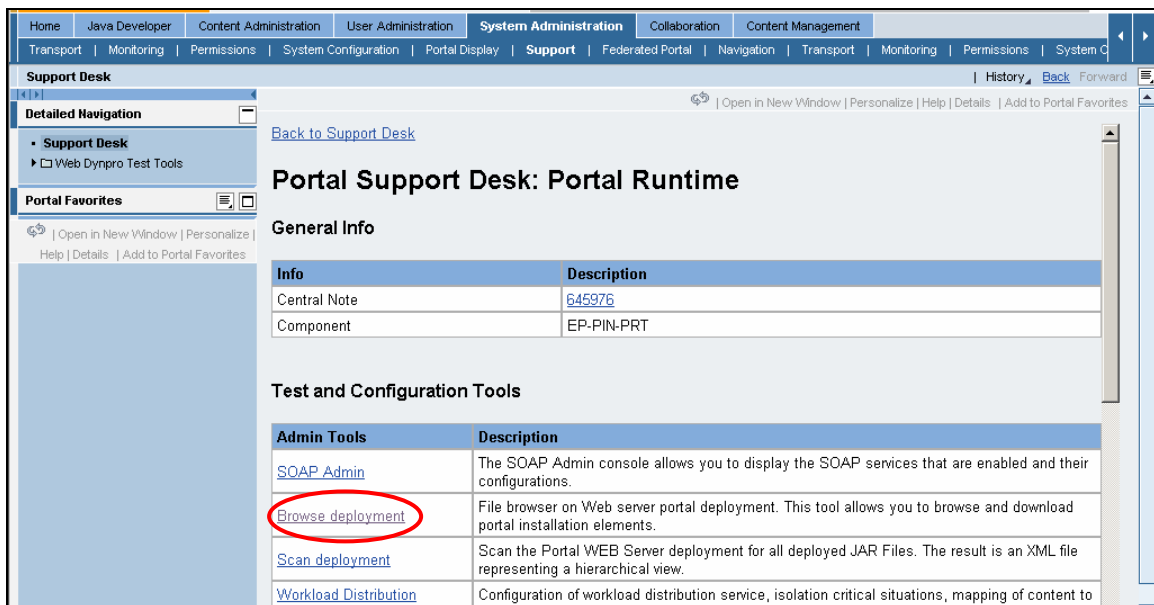 Home Java Developer Content Administration User Administration System Administration Collaboration Content Management
Transport | Monitoring | Permissions | System Configuration | Portal Display | Support | Federated Portal | Navigation | Transport | Monitoring | Permissions | System C
Support Desk
| History Back Forward
Detailed Navigation
Support Desk
Web Dynpro Test Tools
Portal Favorites
| Open in New Window | Personalize |
Help | Details | Add to Portal Favorites
| Open in New Window | Personalize | Help | Details | Add to Portal Favorites
Back to Support Desk
Portal Support Desk: Portal Runtime
General Info
Info Description
Central Note 645976
Component EP-PIN-PRT
Test and Configuration Tools
Admin Tools Description
SOAP Admin
The SOAP Admin console allows you to display the SOAP services that are enabled and their
configurations.
Browse deployment
File browser on Web server portal deployment. This tool allows you to browse and download
portal installation elements.
Scan deployment
Scan the Portal WEB Server deployment for all deployed JAR Files. The result is an XML file
representing a hierarchical view.
Workload Distribution
Configuration of workload distribution service, isolation critical situations, mapping of content to